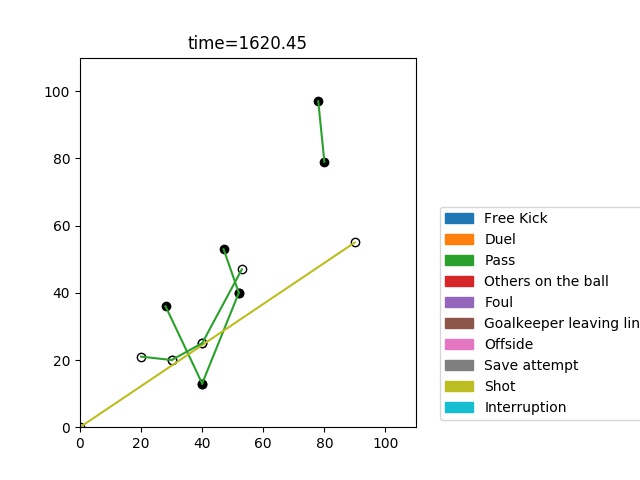 time=1620.45
100
80
60
40
20
0
0 20 40 60 80 100
Free Kick
Duel
Pass
Others on the ball
Foul
Goalkeeper leaving lin
Offside
Save attempt
Shot
Interruption